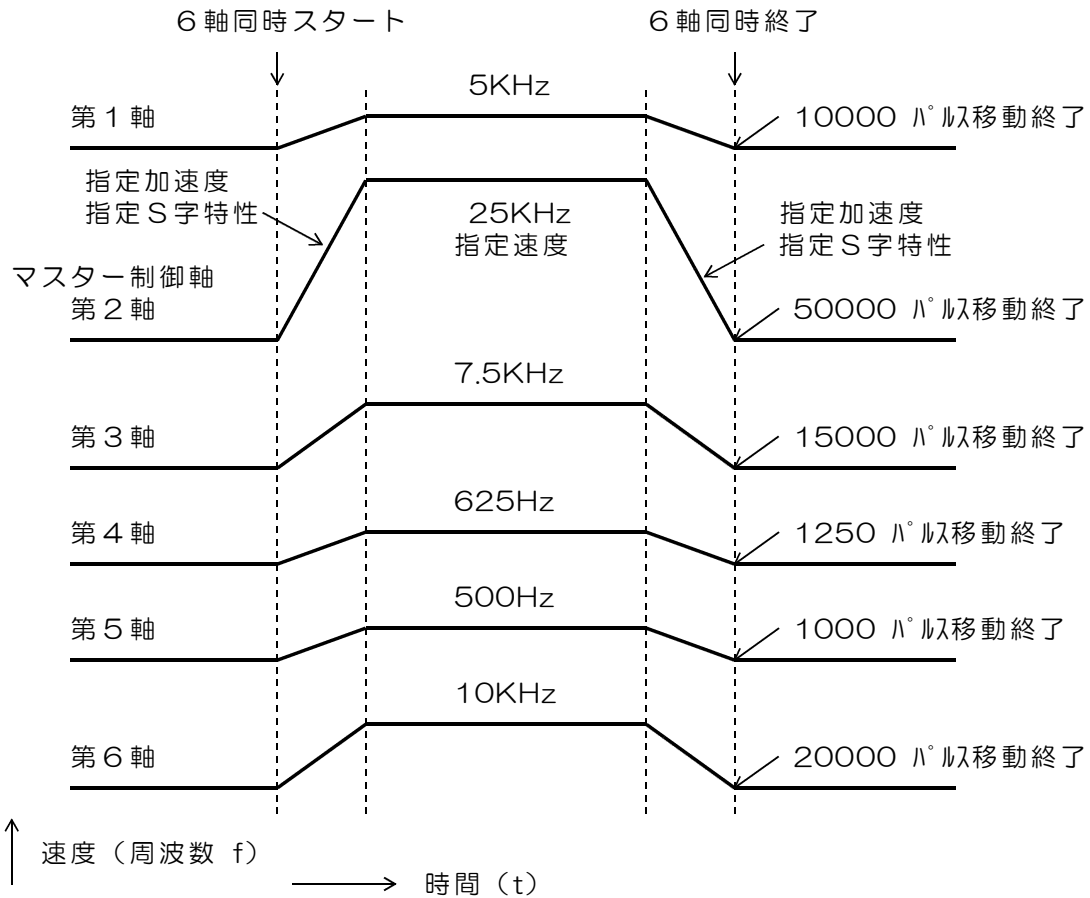 ６軸同時スタート
６軸同時終了
5KHz
第１軸
10000 ﾊﾟﾙｽ移動終了
指定加速度
指定Ｓ字特性
25KHz
指定速度
指定加速度
指定Ｓ字特性
マスター制御軸
第２軸
50000 ﾊﾟﾙｽ移動終了
7.5KHz
第３軸
15000 ﾊﾟﾙｽ移動終了
625Hz
第４軸
1250 ﾊﾟﾙｽ移動終了
500Hz
第５軸
1000 ﾊﾟﾙｽ移動終了
10KHz
第６軸
20000 ﾊﾟﾙｽ移動終了
速度（周波数 f）
時間（t）